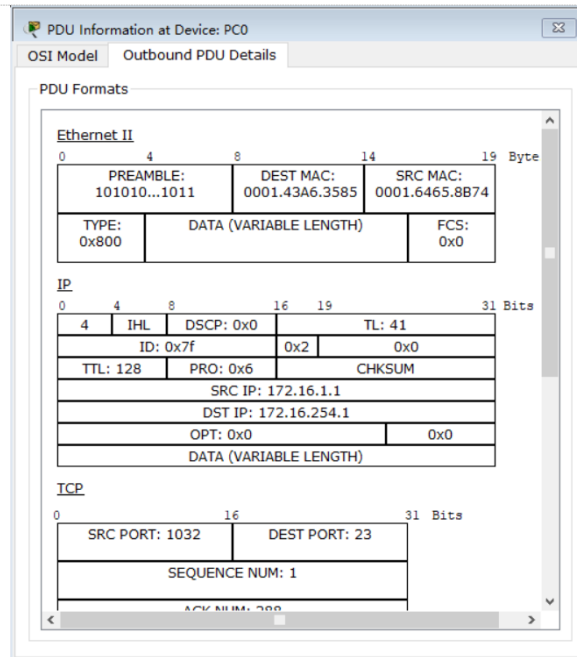 PDU Information at Device: PC0
OSI Model Outbound PDU Details
PDU Formats
Ethernet II
0 4 8 14 19 Byte
PREAMBLE: DEST MAC: SRC MAC:
101010...1011 0001.43A6.3585 0001.6465.8B74
TYPE: DATA (VARIABLE LENGTH) FCS:
0x800 0x0
IP
0 4 8 16 19 31 Bits
4 IHL DSCP: 0x0 TL: 41
ID: 0x7f 0x2 0x0
TTL: 128 PRO: 0x6 CHKSUM
SRC IP: 172.16.1.1
DST IP: 172.16.254.1
OPT: 0x0 0x0
DATA (VARIABLE LENGTH)
TCP
0 16 31 Bits
SRC PORT: 1032 DEST PORT: 23
SEQUENCE NUM: 1
ACK NUM: 288